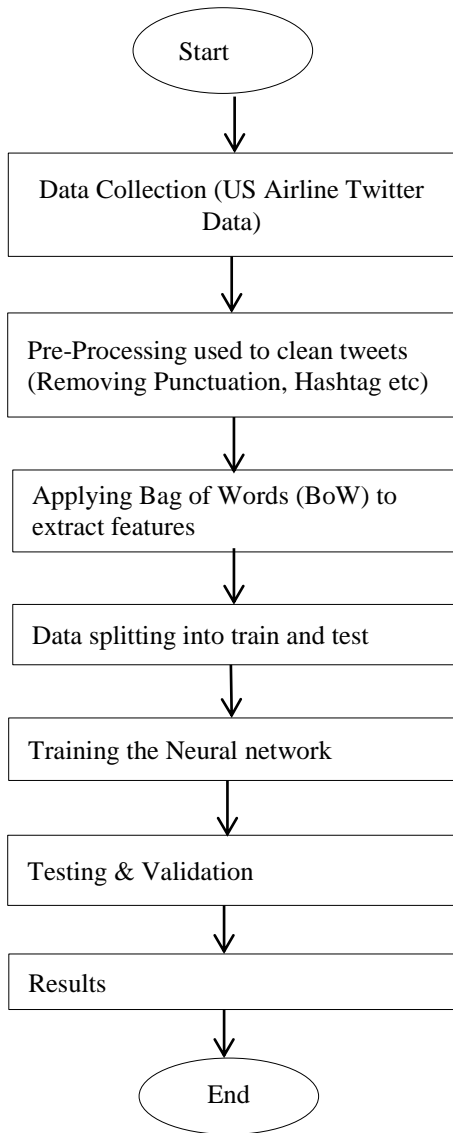 Start
Data Collection (US Airline Twitter
Data)
Pre-Processing used to clean tweets
(Removing Punctuation, Hashtag etc)
Applying Bag of Words (BoW) to
extract features
Data splitting into train and test
Training the Neural network
Testing & Validation
Results
End